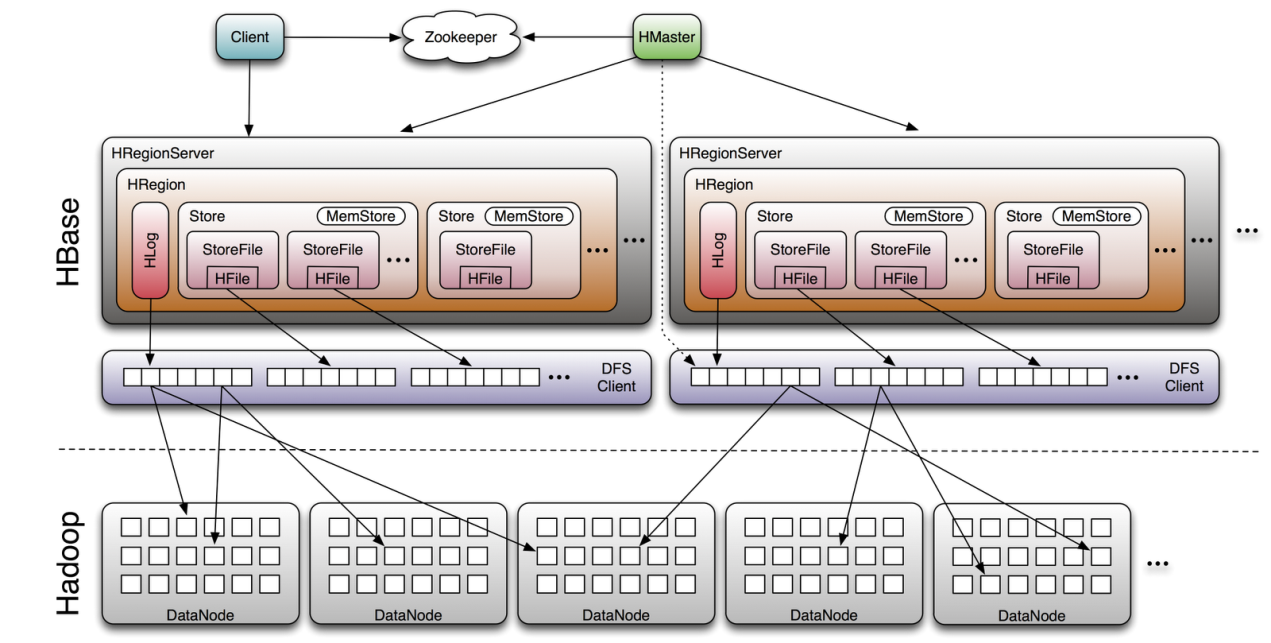 Client
Zookeeper
HMaster
HBase
HRegionServer
HRegion
HLog
Store
MemStore
StoreFile
HFile
StoreFile
HFile
...
Store
MemStore
StoreFile
HFile
...
...
HRegionServer
HRegion
HLog
Store
MemStore
StoreFile
HFile
StoreFile
HFile
...
Store
MemStore
StoreFile
HFile
...
...
...
...
DFS
Client
...
DFS
Client
Hadoop
DataNode
DataNode
DataNode
DataNode
DataNode
...